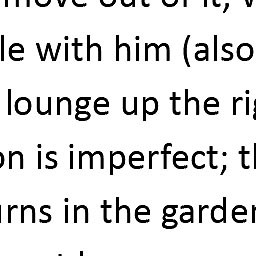 move out of it,
le with him (also
lounge up the ri
on is imperfect; th
urns in the garden